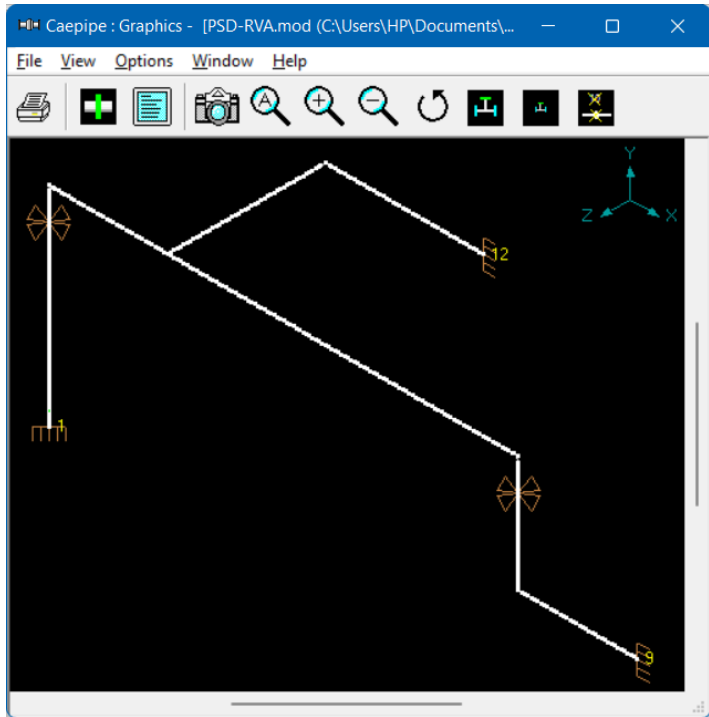 Caepipe : Graphics - [PSD-RVA.mod (C:\Users\HP\Documents\...
File View Options Window Help
A
Y
Z X
12
1
9